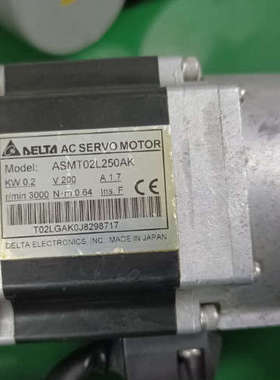 DELTA AC SERVO MOTOR
Model: ASMT02L250AK
KW 0.2 V 200 A 1.7
r/min 3000 N·m 0.64 Ins. F CE
T02LGAK0J8298717
DELTA ELECTRONICS INC. MADE IN JAPAN